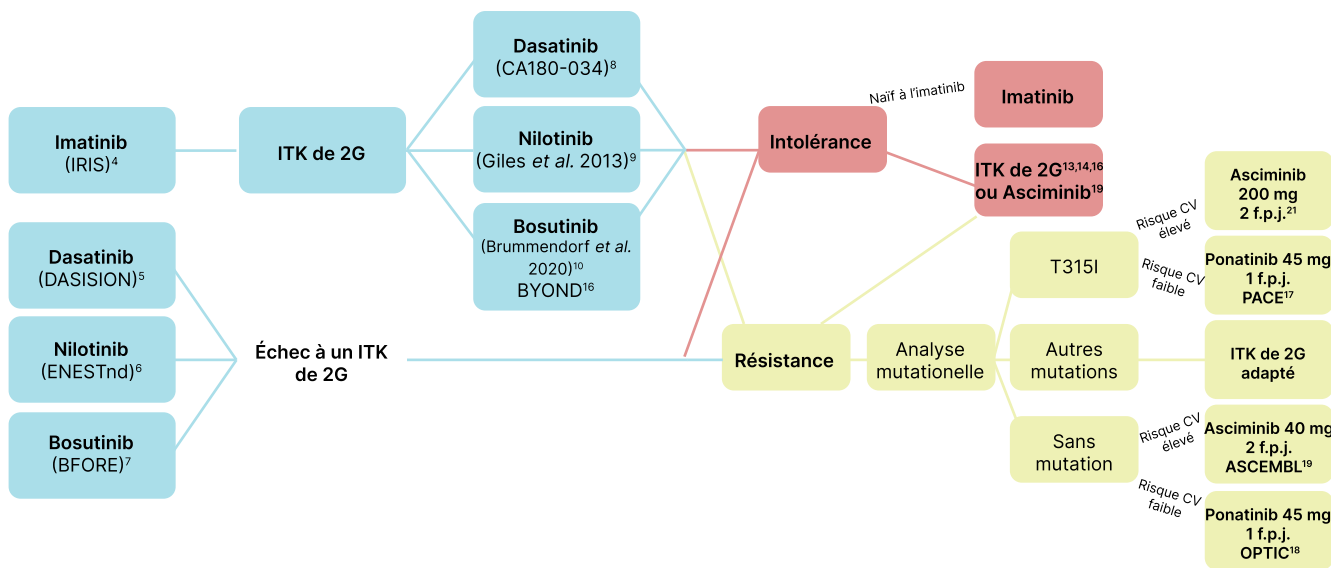 Imatinib
(IRIS)⁴
ITK de 2G
Dasatinib
(CA180-034)⁸
Nilotinib
(Giles et al. 2013)⁹
Bosutinib
(Brummendorf et al.
2020)¹⁰
BYOND¹⁶
Dasatinib
(DASISION)⁵
Nilotinib
(ENESTnd)⁶
Bosutinib
(BFORE)⁷
Échec à un ITK
de 2G
Intolérance
Naïf à l'imatinib
Imatinib
ITK de 2G¹³,¹⁴,¹⁶
ou Asciminib¹⁹
Résistance
Analyse
mutationelle
T315I
Risque CV
élevé
Asciminib
200 mg
2 f.p.j.²¹
Risque CV
faible
Ponatinib 45 mg
1 f.p.j.
PACE¹⁷
Autres
mutations
ITK de 2G
adapté
Sans
mutation
Risque CV
élevé
Asciminib 40 mg
2 f.p.j.
ASCEMBL¹⁹
Risque CV
faible
Ponatinib 45 mg
1 f.p.j.
OPTIC¹⁸